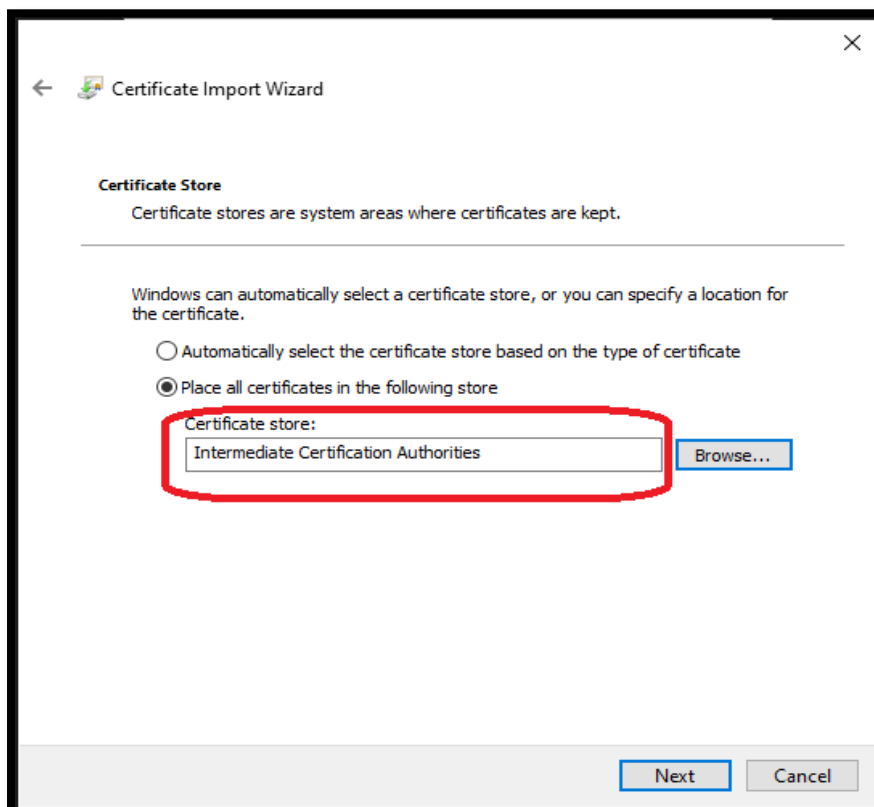 Certificate Import Wizard
Certificate Store
Certificate stores are system areas where certificates are kept.
Windows can automatically select a certificate store, or you can specify a location for
the certificate.
Automatically select the certificate store based on the type of certificate
Place all certificates in the following store
Certificate store:
Intermediate Certification Authorities
Browse...
Next
Cancel